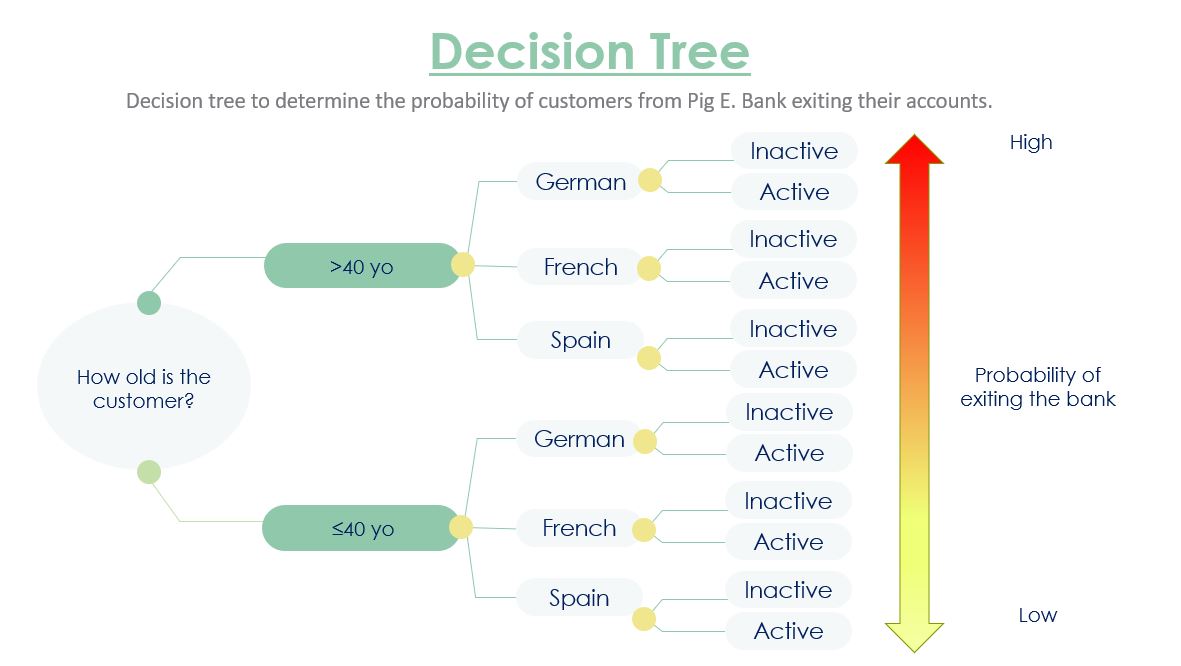 Decision Tree
Decision tree to determine the probability of customers from Pig E. Bank exiting their accounts.
How old is the
customer?
>40 yo
German
Inactive
Active
French
Inactive
Active
Spain
Inactive
Active
≤40 yo
German
Inactive
Active
French
Inactive
Active
Spain
Inactive
Active
High
Probability of
exiting the bank
Low